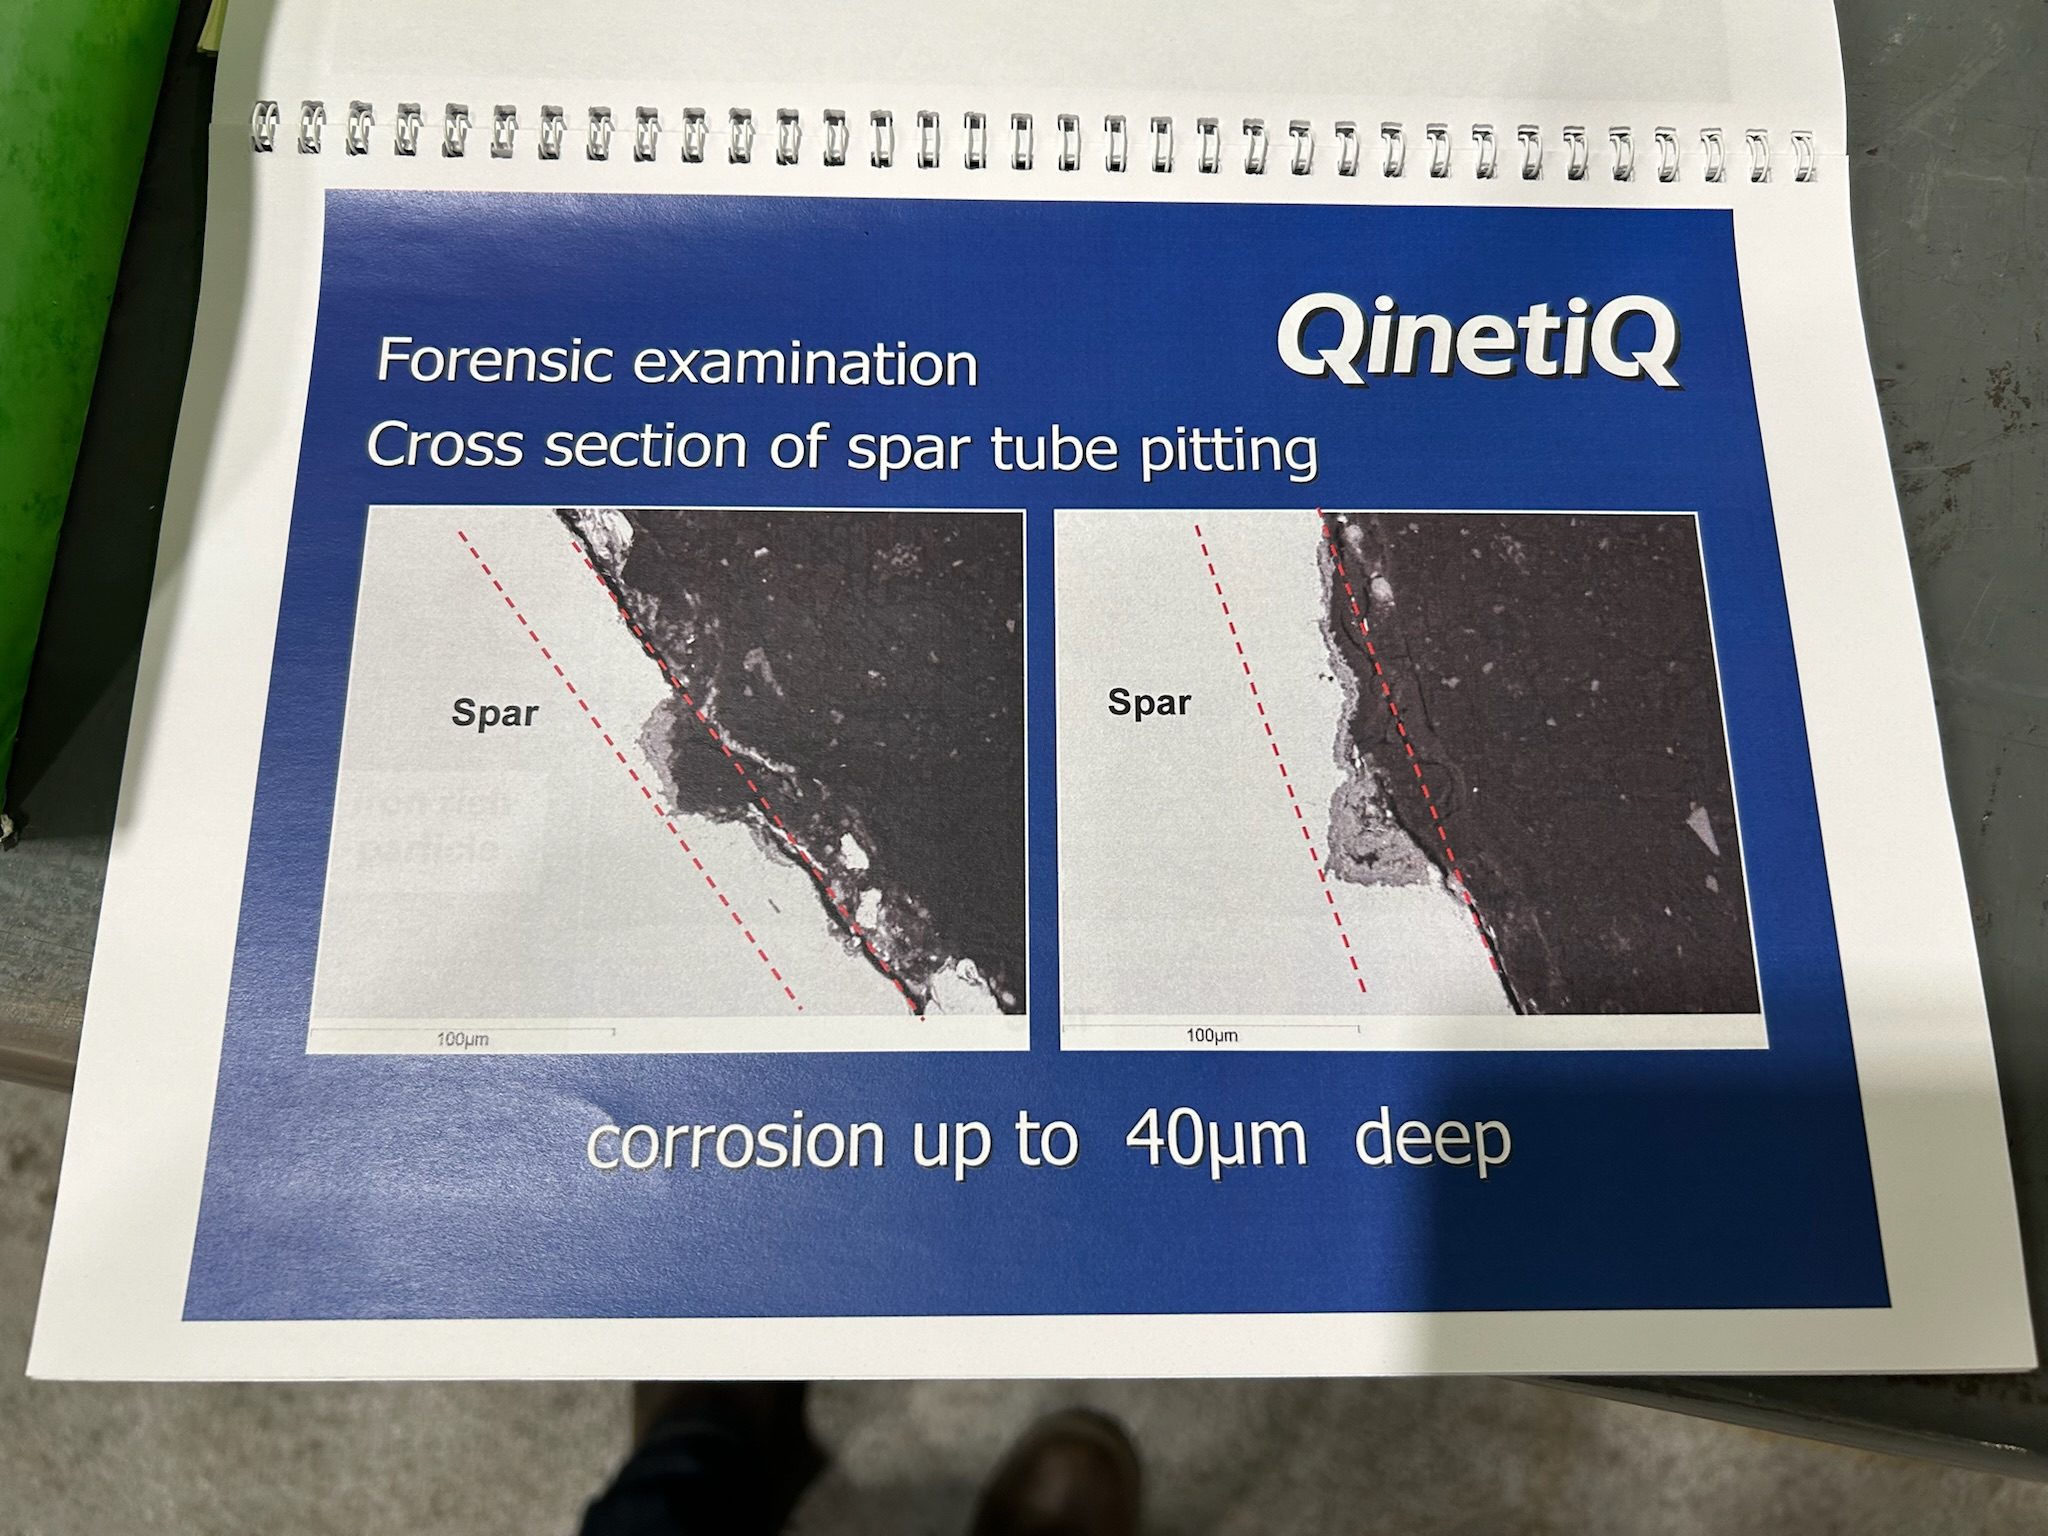 QinetiQ
Forensic examination
Cross section of spar tube pitting
Spar
Spar
100µm
100µm
corrosion up to 40µm deep